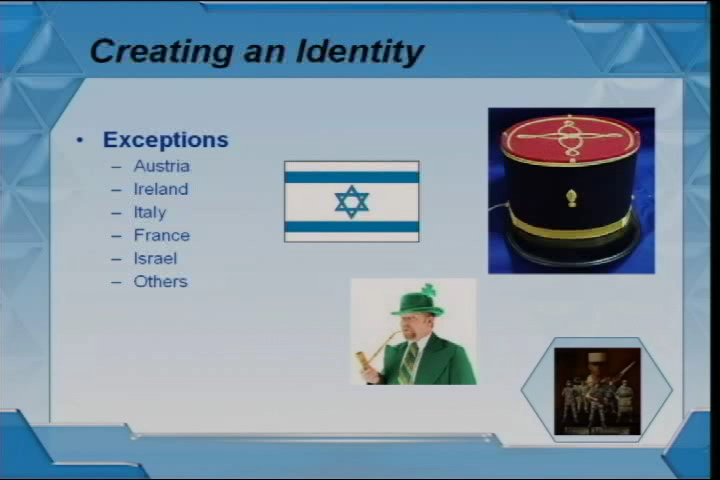 Creating an Identity
• Exceptions
– Austria
– Ireland
– Italy
– France
– Israel
– Others